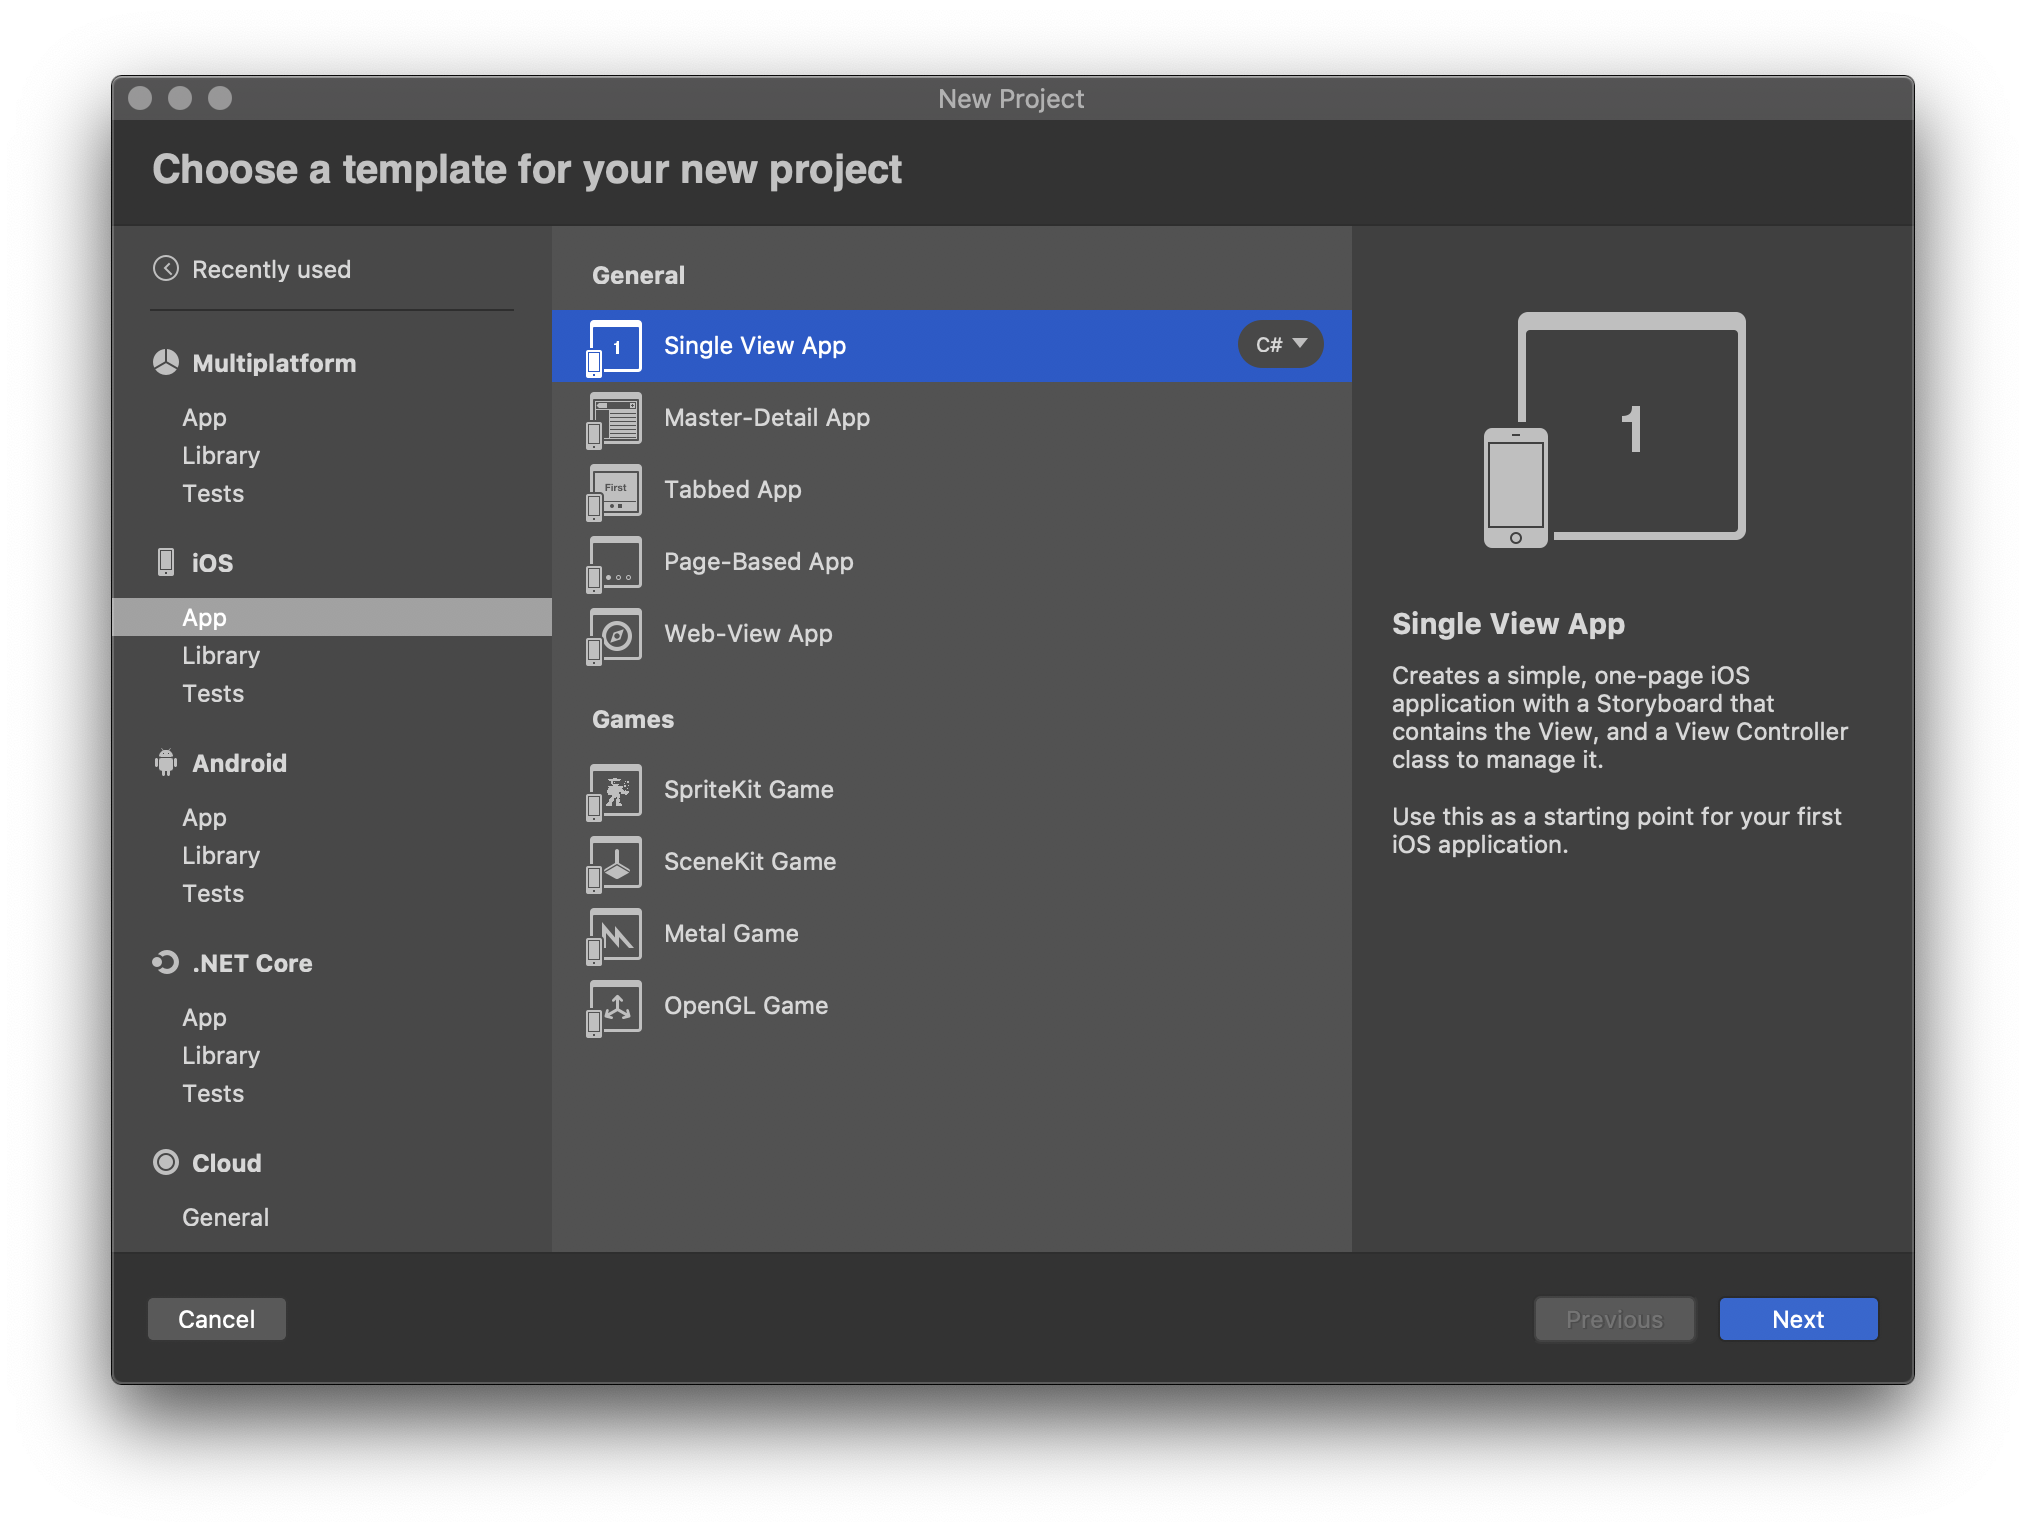 New Project
Choose a template for your new project
Recently used
Multiplatform
App
Library
Tests
iOS
App
Library
Tests
Android
App
Library
Tests
.NET Core
App
Library
Tests
Cloud
General
General
1
Single View App
C#
Master-Detail App
First
Tabbed App
Page-Based App
Web-View App
Games
SpriteKit Game
SceneKit Game
Metal Game
OpenGL Game
1
Single View App
Creates a simple, one-page iOS
application with a Storyboard that
contains the View, and a View Controller
class to manage it.
Use this as a starting point for your first
iOS application.
Cancel
Previous
Next